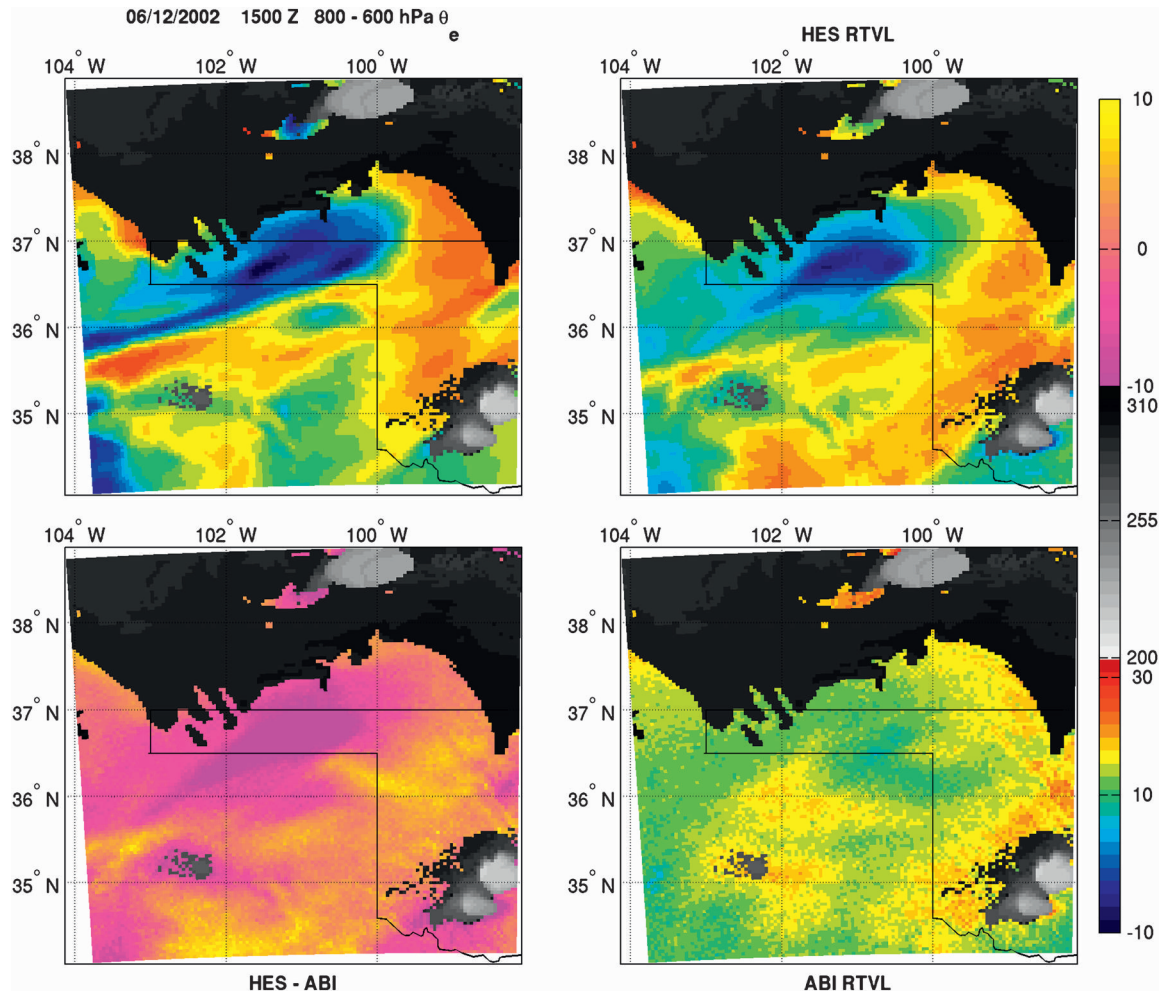 06/12/2002 1500 Z 800 - 600 hPa θe
HES RTVL
104° W 102° W 100° W
104° W 102° W 100° W
38° N
37° N
36° N
35° N
38° N
37° N
36° N
35° N
10
0
-10
310
255
200
30
10
-10
104° W 102° W 100° W
104° W 102° W 100° W
38° N
37° N
36° N
35° N
38° N
37° N
36° N
35° N
HES - ABI
ABI RTVL